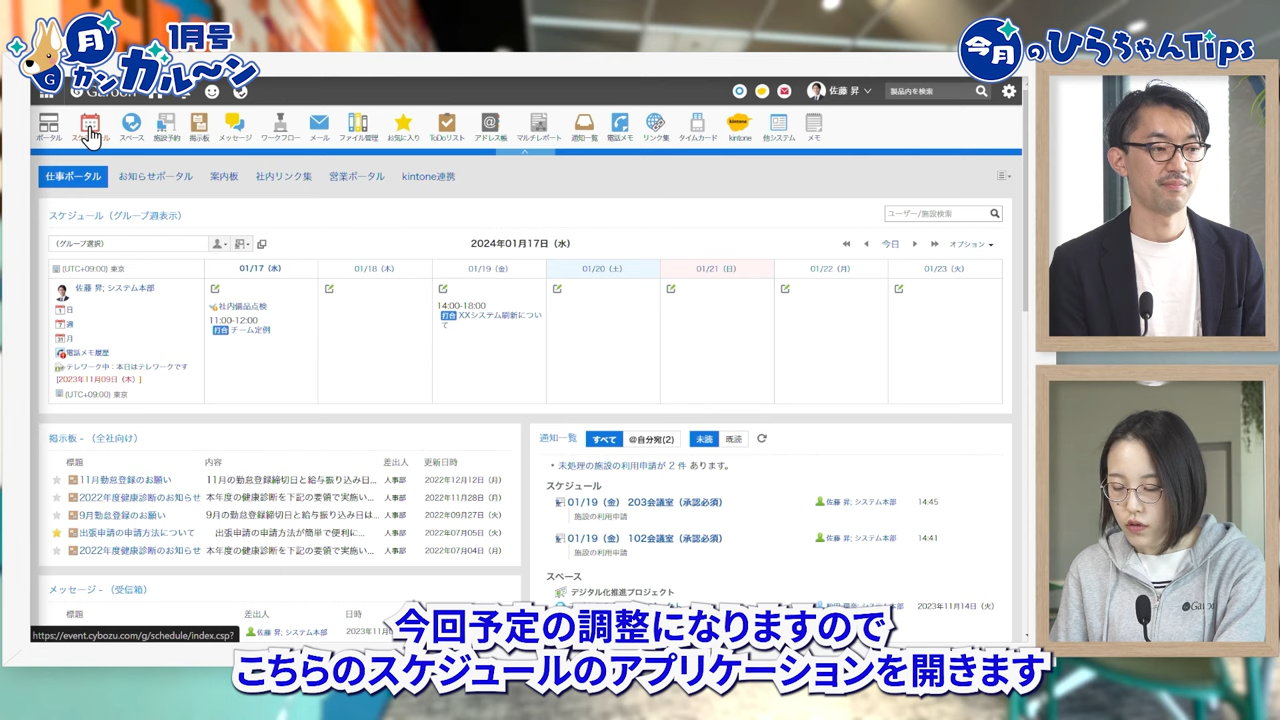 月 1月号
カン ガル〜ン
G
今月のひらちゃんTips
佐藤 昇
製品内を検索
ポータル
スペース
施設予約
掲示板
メッセージ
ワークフロー
メール
ファイル管理
お気に入り
ToDoリスト
アドレス帳
マルチレポート
通知一覧
電話メモ
リンク集
タイムカード
kintone
他システム
メモ
仕事ポータル お知らせポータル 案内板 社内リンク集 営業ポータル kintone連携
スケジュール（グループ週表示）
ユーザー/施設検索
(グループ選択)
2024年01月17日（水）
今日
オプション
(UTC+09:00) 東京
01/17（水） 01/18（木） 01/19（金） 01/20（土） 01/21（日） 01/22（月） 01/23（火）
佐藤 昇; システム本部
日
週
月
電話メモ履歴
テレワーク中：本日はテレワークです
[2023年11月09日（木）]
(UTC+09:00) 東京
社内備品点検
11:00-12:00
打合 チーム定例
14:00-18:00
打合 XXシステム刷新につい
て
掲示板 - （全社向け）
標題 内容 差出人 更新日時
11月勤怠登録のお願い 11月の勤怠登録締切日と給与振り込み日... 人事部 2022年12月12日（月）
2022年度健康診断のお知らせ 本年度の健康診断を下記の要領で実施い... 人事部 2022年11月28日（月）
9月勤怠登録のお願い 9月の勤怠登録締切日と給与振り込み日は... 人事部 2022年09月27日（火）
出張申請の申請方法について 出張申請の申請方法が簡単で便利に... 人事部 2022年07月05日（火）
2022年度健康診断のお知らせ 本年度の健康診断を下記の要領で実施い... 人事部 2022年07月04日（月）
メッセージ - （受信箱）
標題 差出人 日時
佐藤 昇; システム本部
通知一覧 すべて @自分宛(2) 未読 既読
・未処理の施設の利用申請が 2 件 あります。
スケジュール
01/19（金） 203会議室（承認必須） 佐藤 昇; システム本部 14:45
施設の利用申請
01/19（金） 102会議室（承認必須） 佐藤 昇; システム本部 14:41
施設の利用申請
スペース
デジタル化推進プロジェクト
2023年11月14日（火）
https://event.cybozu.com/g/schedule/index.csp?
今回予定の調整になりますので
こちらのスケジュールのアプリケーションを開きます